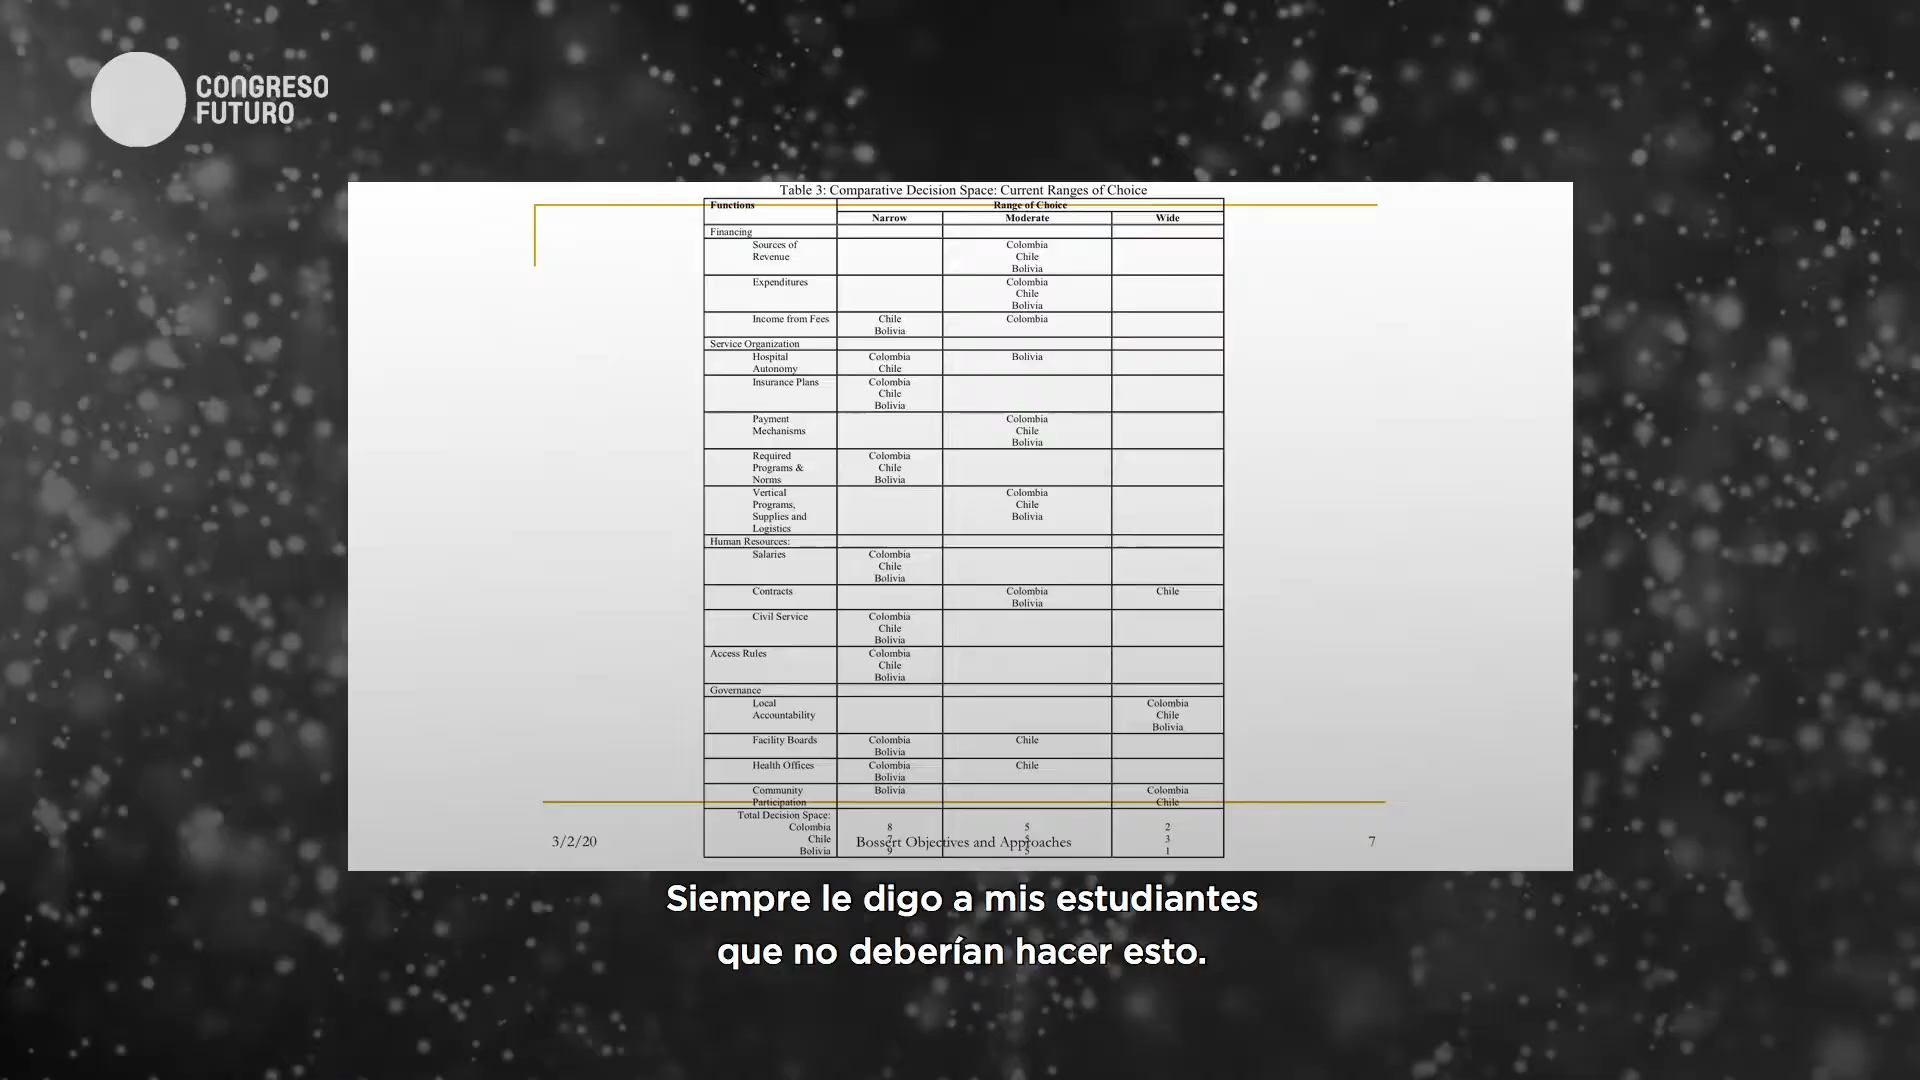 CONGRESO
FUTURO
Table 3: Comparative Decision Space: Current Ranges of Choice
Functions
Range of Choice
Narrow Moderate Wide
Financing
Sources of Revenue
Colombia
Chile
Bolivia
Expenditures
Colombia
Chile
Bolivia
Income from Fees
Chile
Bolivia
Colombia
Service Organization
Hospital
Autonomy
Colombia
Chile
Bolivia
Insurance Plans
Colombia
Chile
Bolivia
Payment
Mechanisms
Colombia
Chile
Bolivia
Required
Programs &
Norms
Colombia
Chile
Bolivia
Vertical
Programs,
Supplies and
Logistics
Colombia
Chile
Bolivia
Human Resources:
Salaries
Colombia
Chile
Bolivia
Contracts
Colombia
Bolivia
Chile
Civil Service
Colombia
Chile
Bolivia
Access Rules
Colombia
Chile
Bolivia
Governance
Local
Accountability
Colombia
Chile
Bolivia
Facility Boards
Colombia
Bolivia
Chile
Health Offices
Colombia
Bolivia
Chile
Community
Participation
Bolivia
Colombia
Chile
Total Decision Space:
Colombia 8 5 2
Chile 7 5 3
Bolivia 9 5 1
3/2/20 Bossert Objectives and Approaches 7
Siempre le digo a mis estudiantes
que no deberían hacer esto.